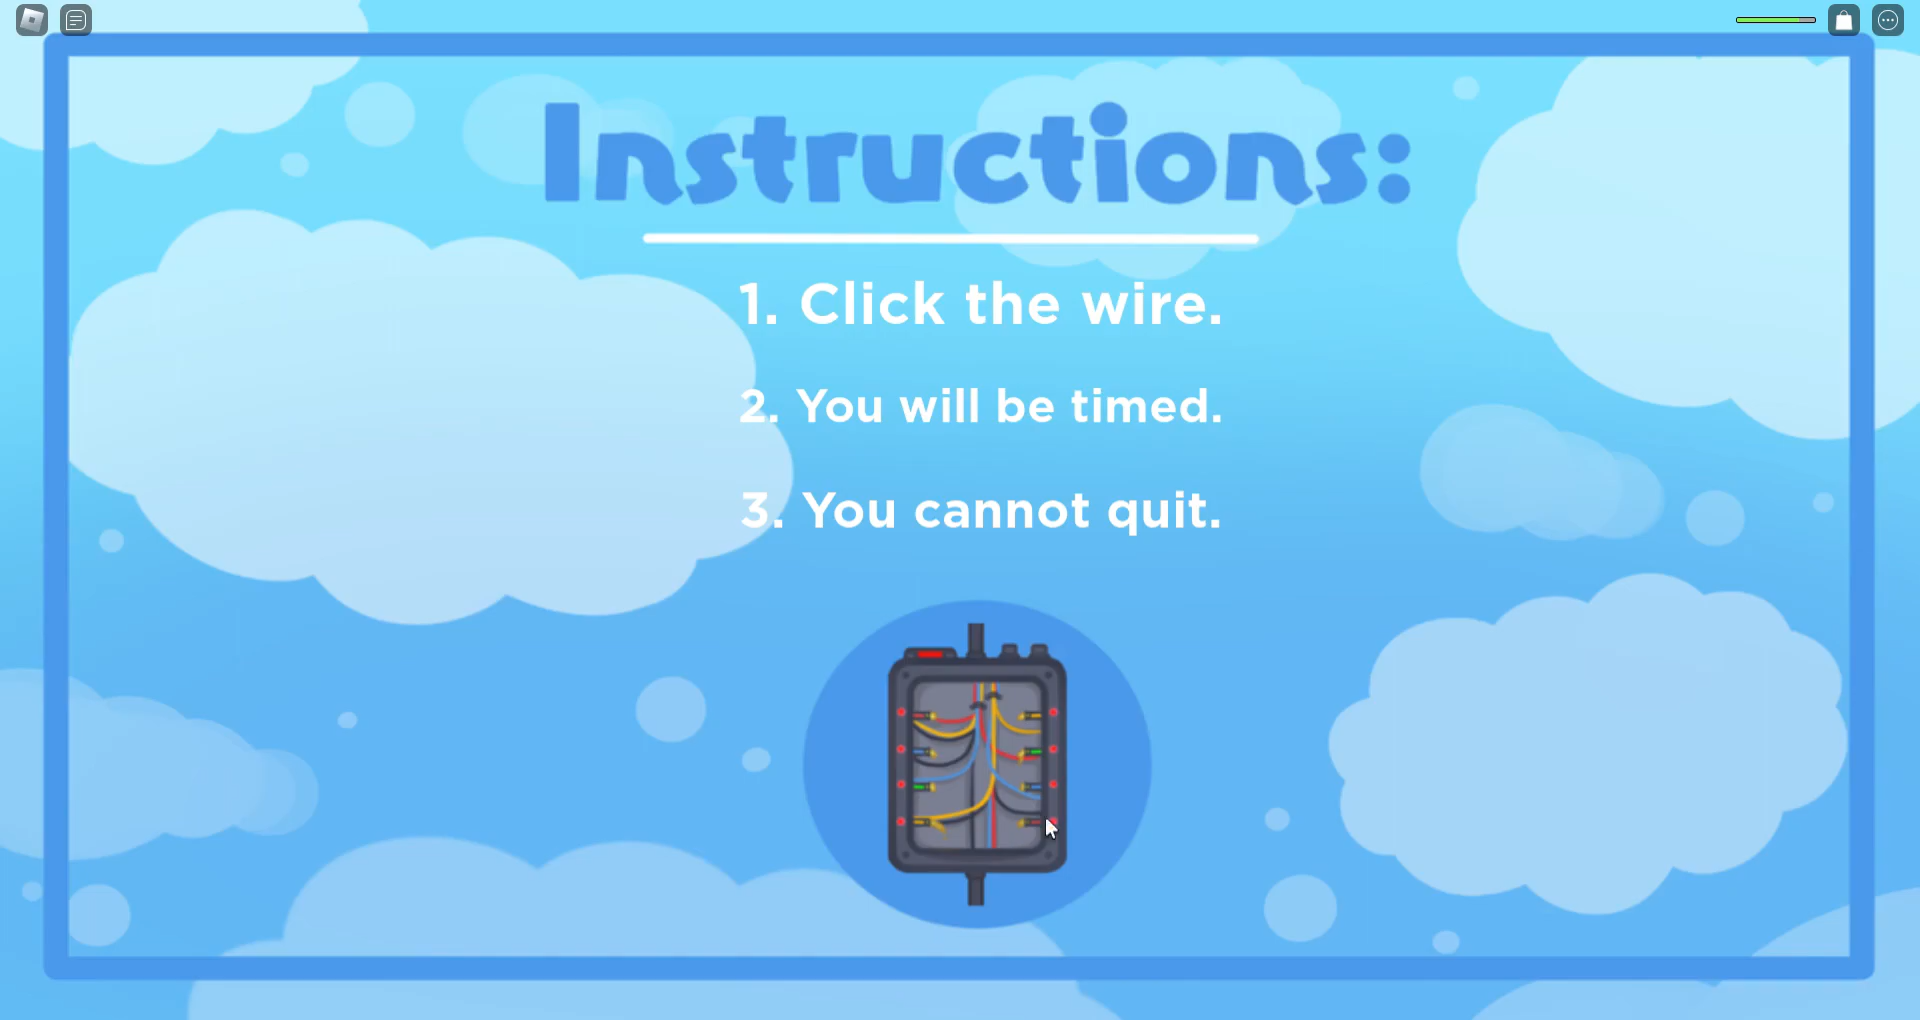 Instructions:
1. Click the wire.
2. You will be timed.
3. You cannot quit.